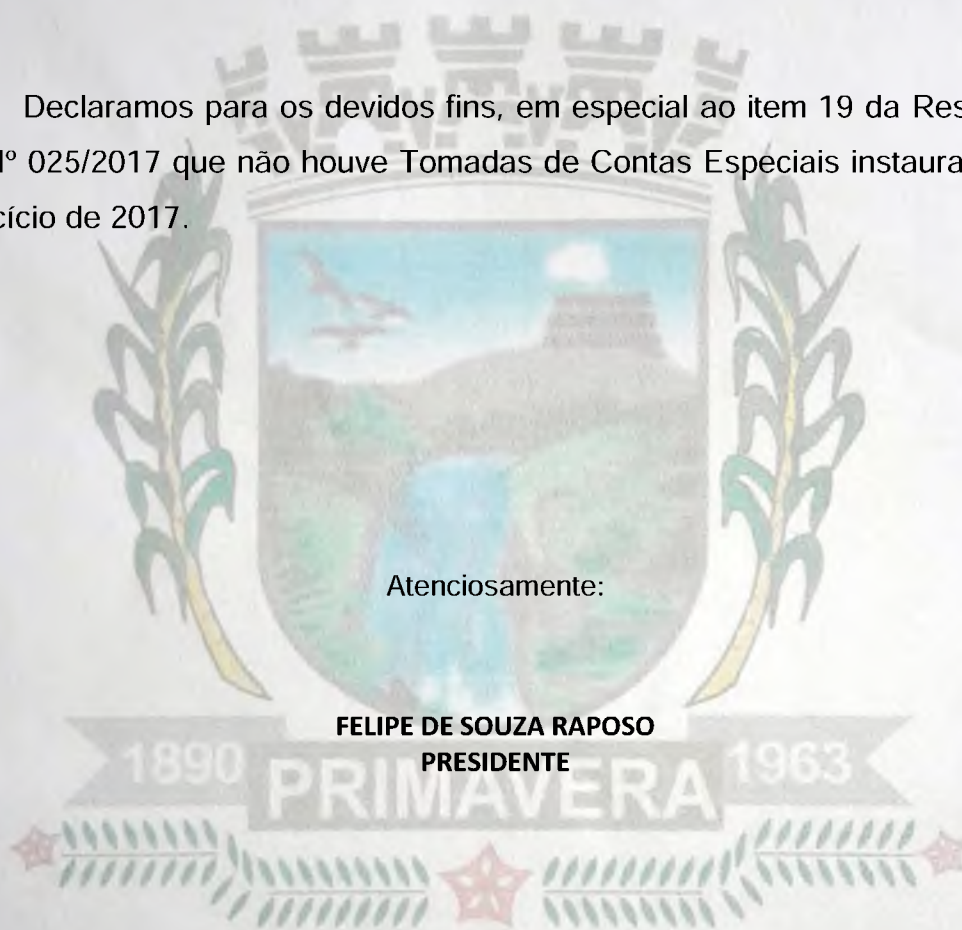 Declaramos para os devidos fins, em especial ao item 19 da Res
Nº 025/2017 que não houve Tomadas de Contas Especiais instaura
cício de 2017.
Atenciosamente:
FELIPE DE SOUZA RAPOSO
PRESIDENTE
1890 PRIMAVERA 1963